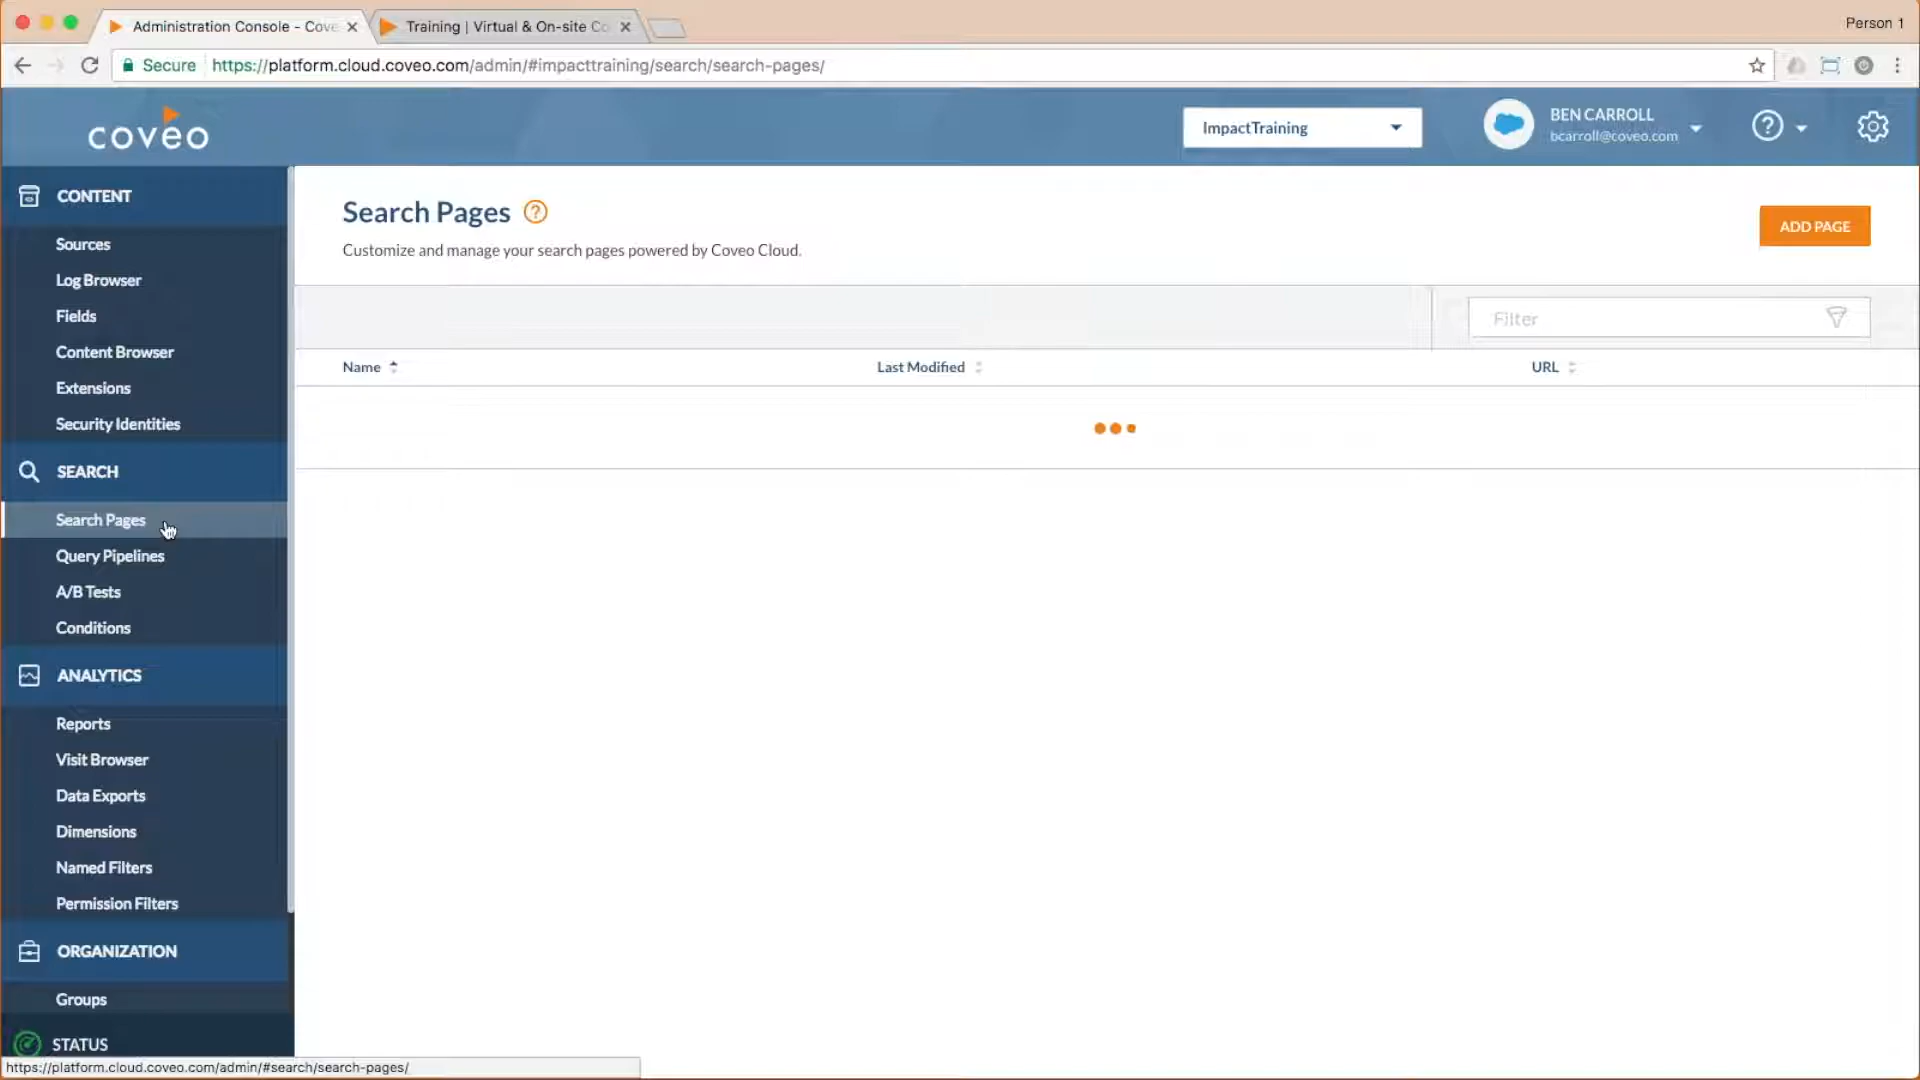 Administration Console - Cove
Training | Virtual & On-site Co
Person 1
Secure https://platform.cloud.coveo.com/admin/#impacttraining/search/search-pages/
coveo
ImpactTraining
BEN CARROLL
bcarroll@coveo.com
CONTENT
Sources
Log Browser
Fields
Content Browser
Extensions
Security Identities
SEARCH
Search Pages
Query Pipelines
A/B Tests
Conditions
ANALYTICS
Reports
Visit Browser
Data Exports
Dimensions
Named Filters
Permission Filters
ORGANIZATION
Groups
STATUS
https://platform.cloud.coveo.com/admin/#search/search-pages/
Search Pages ?
Customize and manage your search pages powered by Coveo Cloud.
ADD PAGE
Filter
Name Last Modified URL